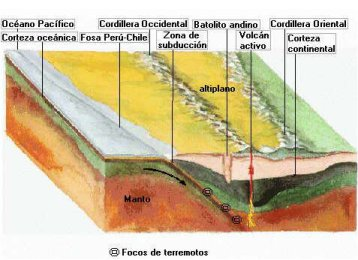 Océano Pacífico
Cordillera Occidental
Batolito andino
Cordillera Oriental
Corteza oceánica
Fosa Perú-Chile
Zona de
subducción
Volcán
activo
Corteza
continental
altiplano
Manto
Focos de terremotos